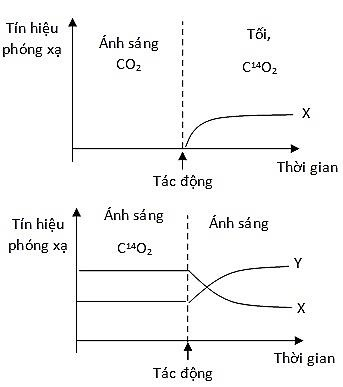 Tín hiệu
phóng xạ
Ánh sáng
CO₂
Tối,
C¹⁴O₂
X
Thời gian
Tác động
Tín hiệu
phóng xạ
Ánh sáng
C¹⁴O₂
Ánh sáng
Y
X
Thời gian
Tác động